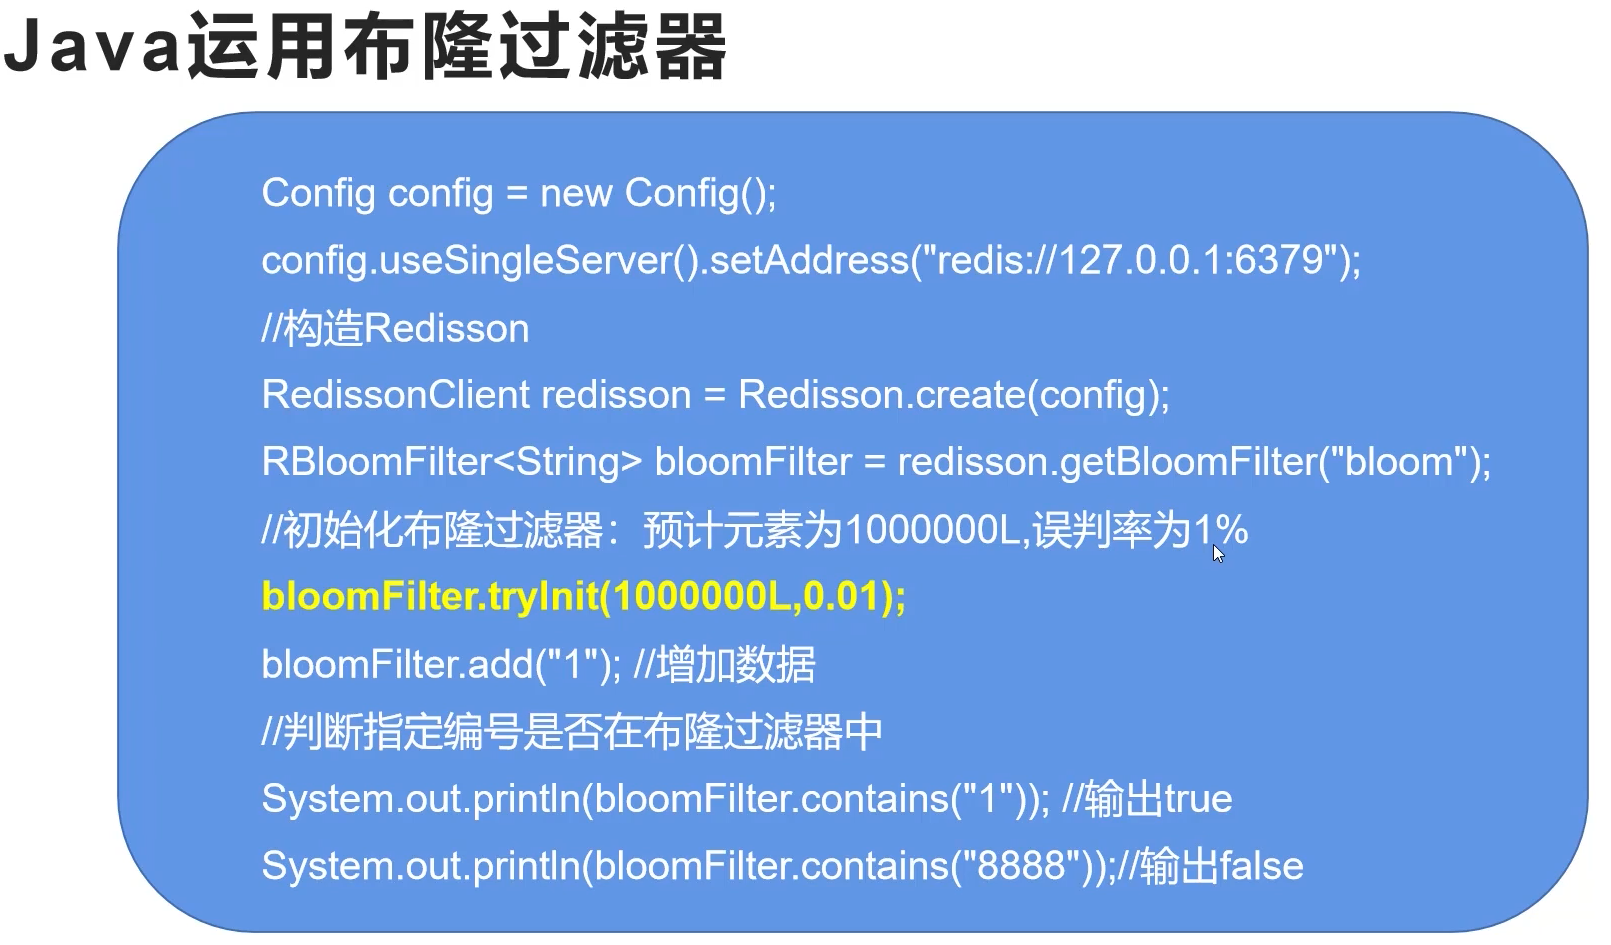 Java运用布隆过滤器
Config config = new Config();
config.useSingleServer().setAddress("redis://127.0.0.1:6379");
//构造Redisson
RedissonClient redisson = Redisson.create(config);
RBloomFilter<String> bloomFilter = redisson.getBloomFilter("bloom");
//初始化布隆过滤器：预计元素为1000000L,误判率为1%
bloomFilter.tryInit(1000000L,0.01);
bloomFilter.add("1"); //增加数据
//判断指定编号是否在布隆过滤器中
System.out.println(bloomFilter.contains("1")); //输出true
System.out.println(bloomFilter.contains("8888"));//输出false